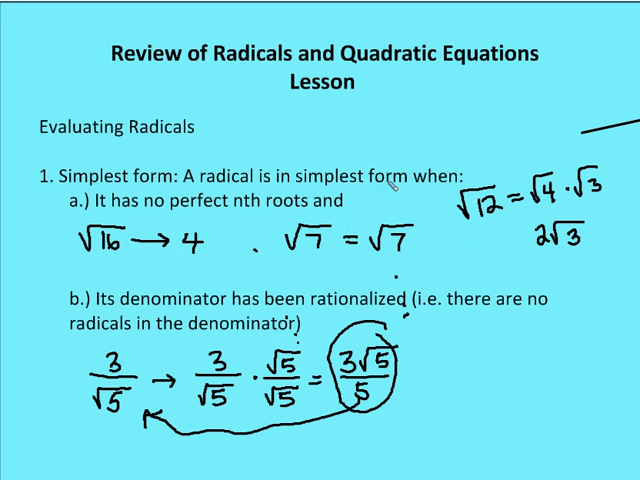 Review of Radicals and Quadratic Equations
Lesson
Evaluating Radicals
1. Simplest form: A radical is in simplest form when:
a.) It has no perfect nth roots and
√12 = √4 · √3
2√3
√16 → 4 . √7 = √7
b.) Its denominator has been rationalized (i.e. there are no
radicals in the denominator)
3/√5 → 3/√5 · √5/√5 = 3√5/5